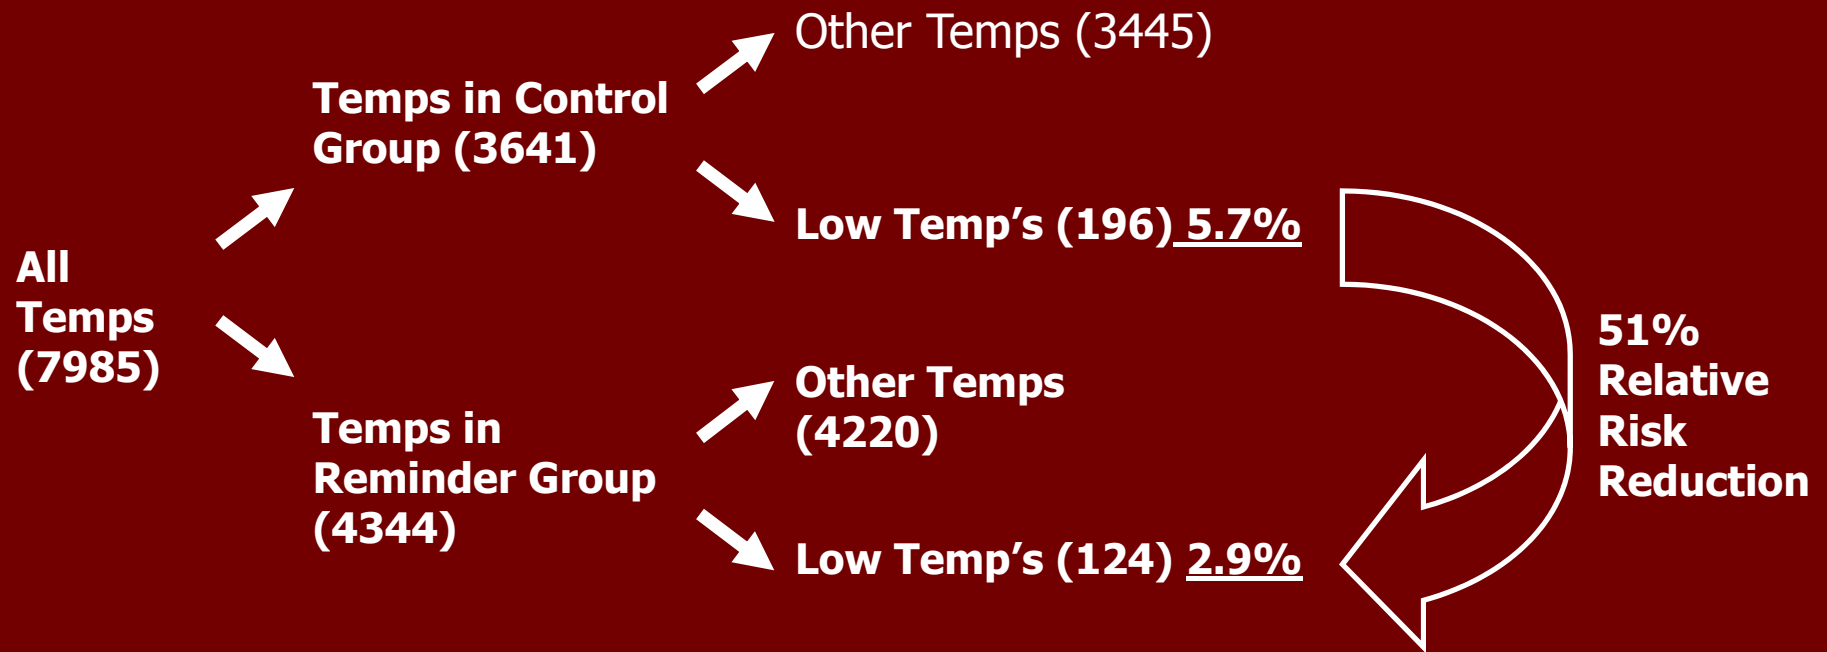 All
Temps
(7985)
Temps in Control
Group (3641)
Temps in
Reminder Group
(4344)
Other Temps (3445)
Low Temp’s (196) 5.7%
Other Temps
(4220)
Low Temp’s (124) 2.9%
51%
Relative
Risk
Reduction